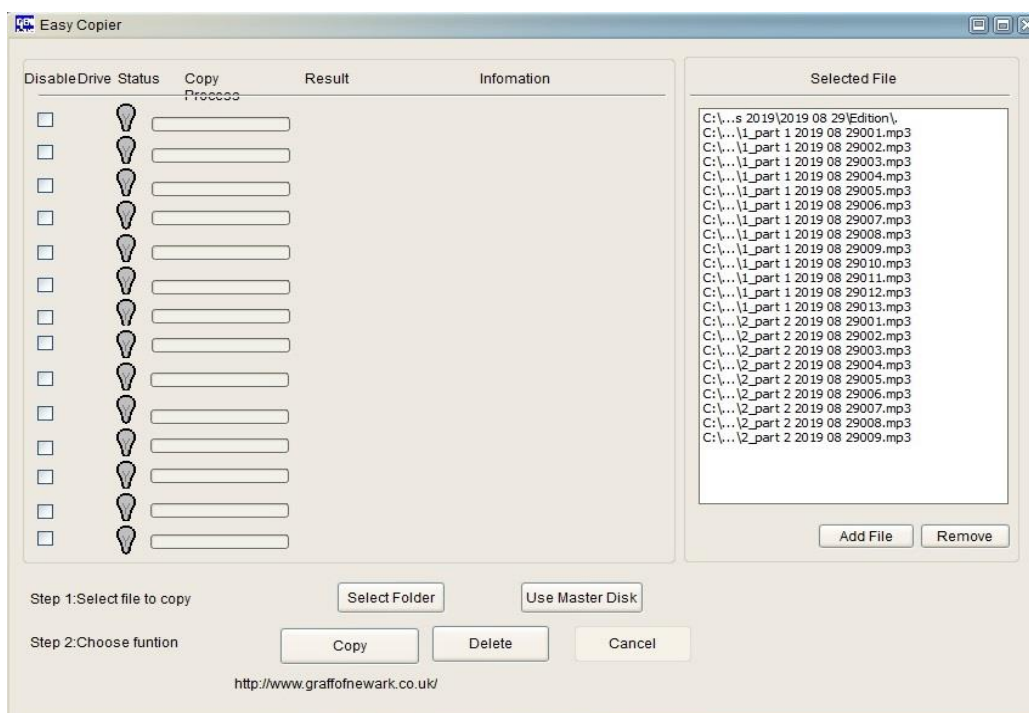 Easy Copier
Disable Drive Status Copy Process Result Infomation
Selected File
C:\...s 2019\2019 08 29\Edition\.
C:\...\1_part 1 2019 08 29001.mp3
C:\...\1_part 1 2019 08 29002.mp3
C:\...\1_part 1 2019 08 29003.mp3
C:\...\1_part 1 2019 08 29004.mp3
C:\...\1_part 1 2019 08 29005.mp3
C:\...\1_part 1 2019 08 29006.mp3
C:\...\1_part 1 2019 08 29007.mp3
C:\...\1_part 1 2019 08 29008.mp3
C:\...\1_part 1 2019 08 29009.mp3
C:\...\1_part 1 2019 08 29010.mp3
C:\...\1_part 1 2019 08 29011.mp3
C:\...\1_part 1 2019 08 29012.mp3
C:\...\1_part 1 2019 08 29013.mp3
C:\...\2_part 2 2019 08 29001.mp3
C:\...\2_part 2 2019 08 29002.mp3
C:\...\2_part 2 2019 08 29003.mp3
C:\...\2_part 2 2019 08 29004.mp3
C:\...\2_part 2 2019 08 29005.mp3
C:\...\2_part 2 2019 08 29006.mp3
C:\...\2_part 2 2019 08 29007.mp3
C:\...\2_part 2 2019 08 29008.mp3
C:\...\2_part 2 2019 08 29009.mp3
Add File Remove
Step 1:Select file to copy Select Folder Use Master Disk
Step 2:Choose funtion Copy Delete Cancel
http://www.graffofnewark.co.uk/